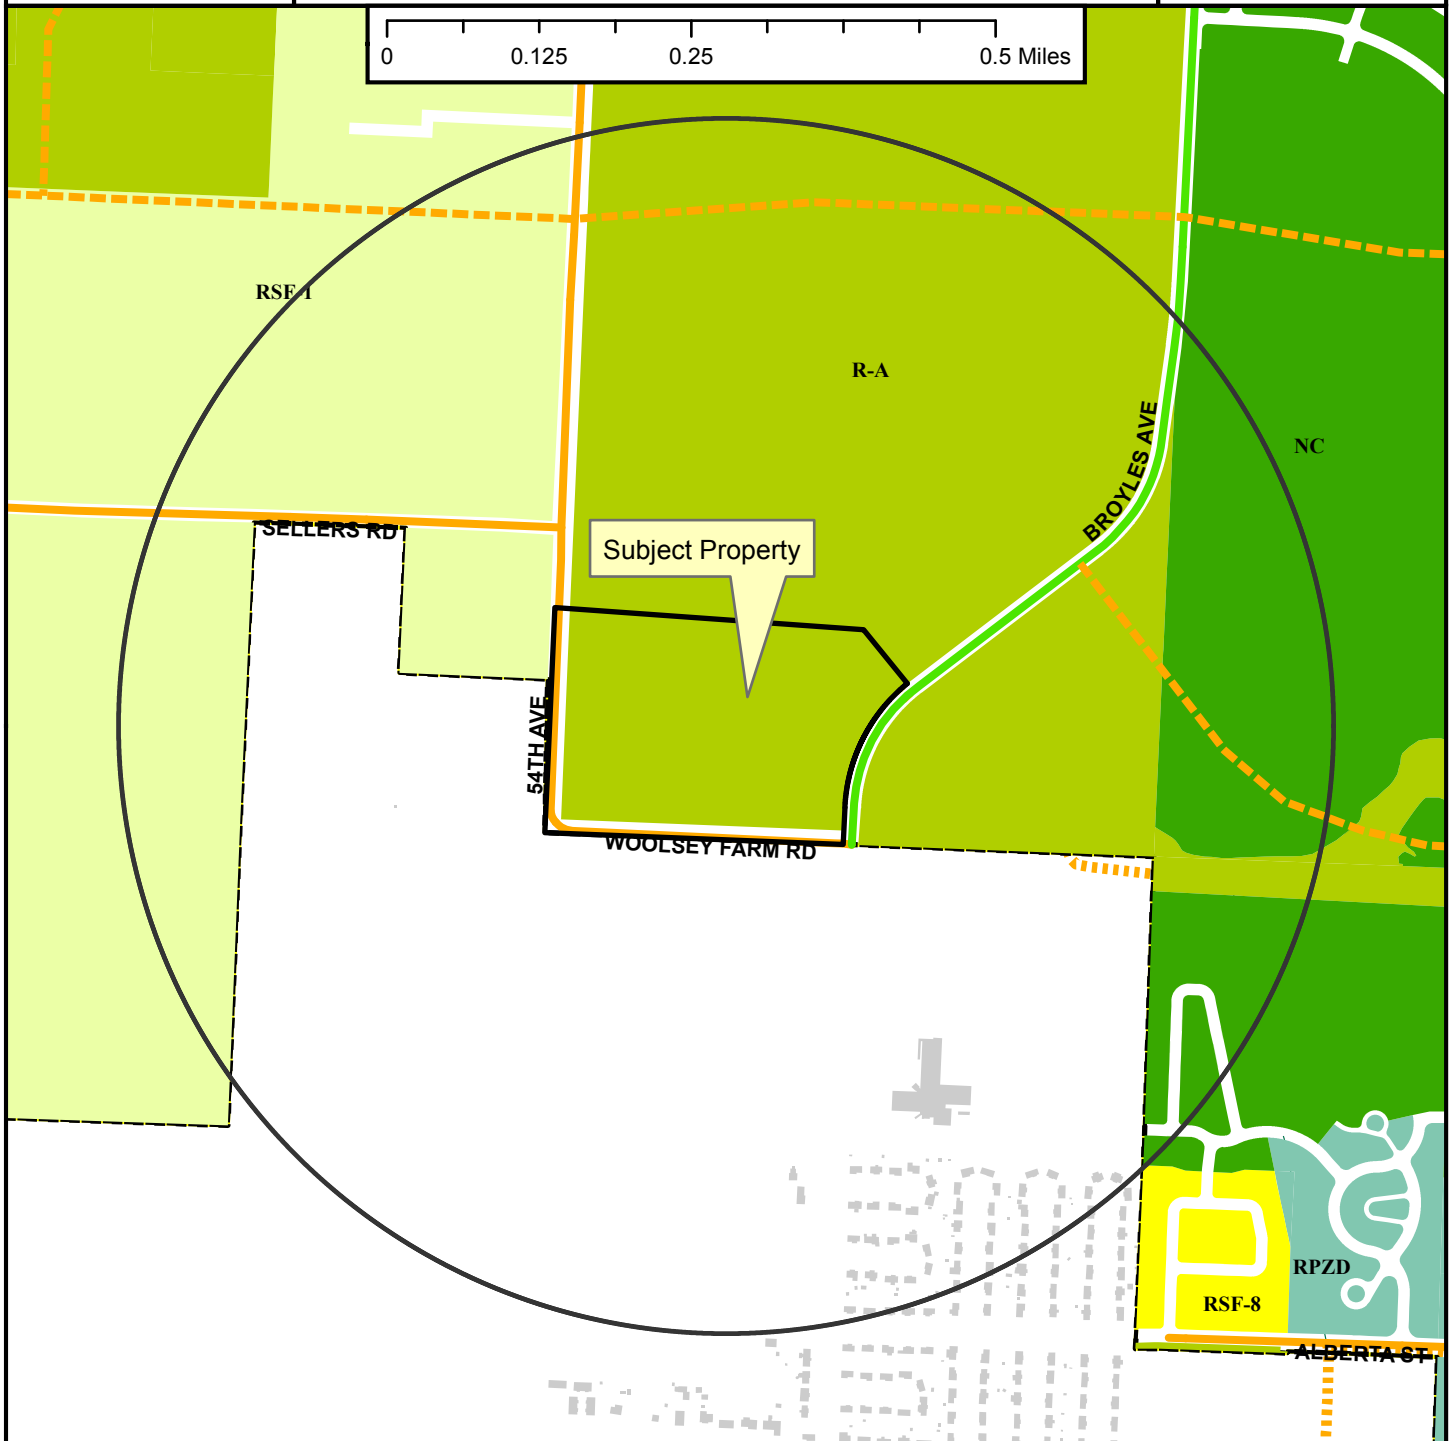 0 0.125 0.25 0.5 Miles
RSF-1
R-A
BROYLES AVE
NC
SELLERS RD
Subject Property
54TH AVE
WOOLSEY FARM RD
RPZD
RSF-8
ALBERTA ST